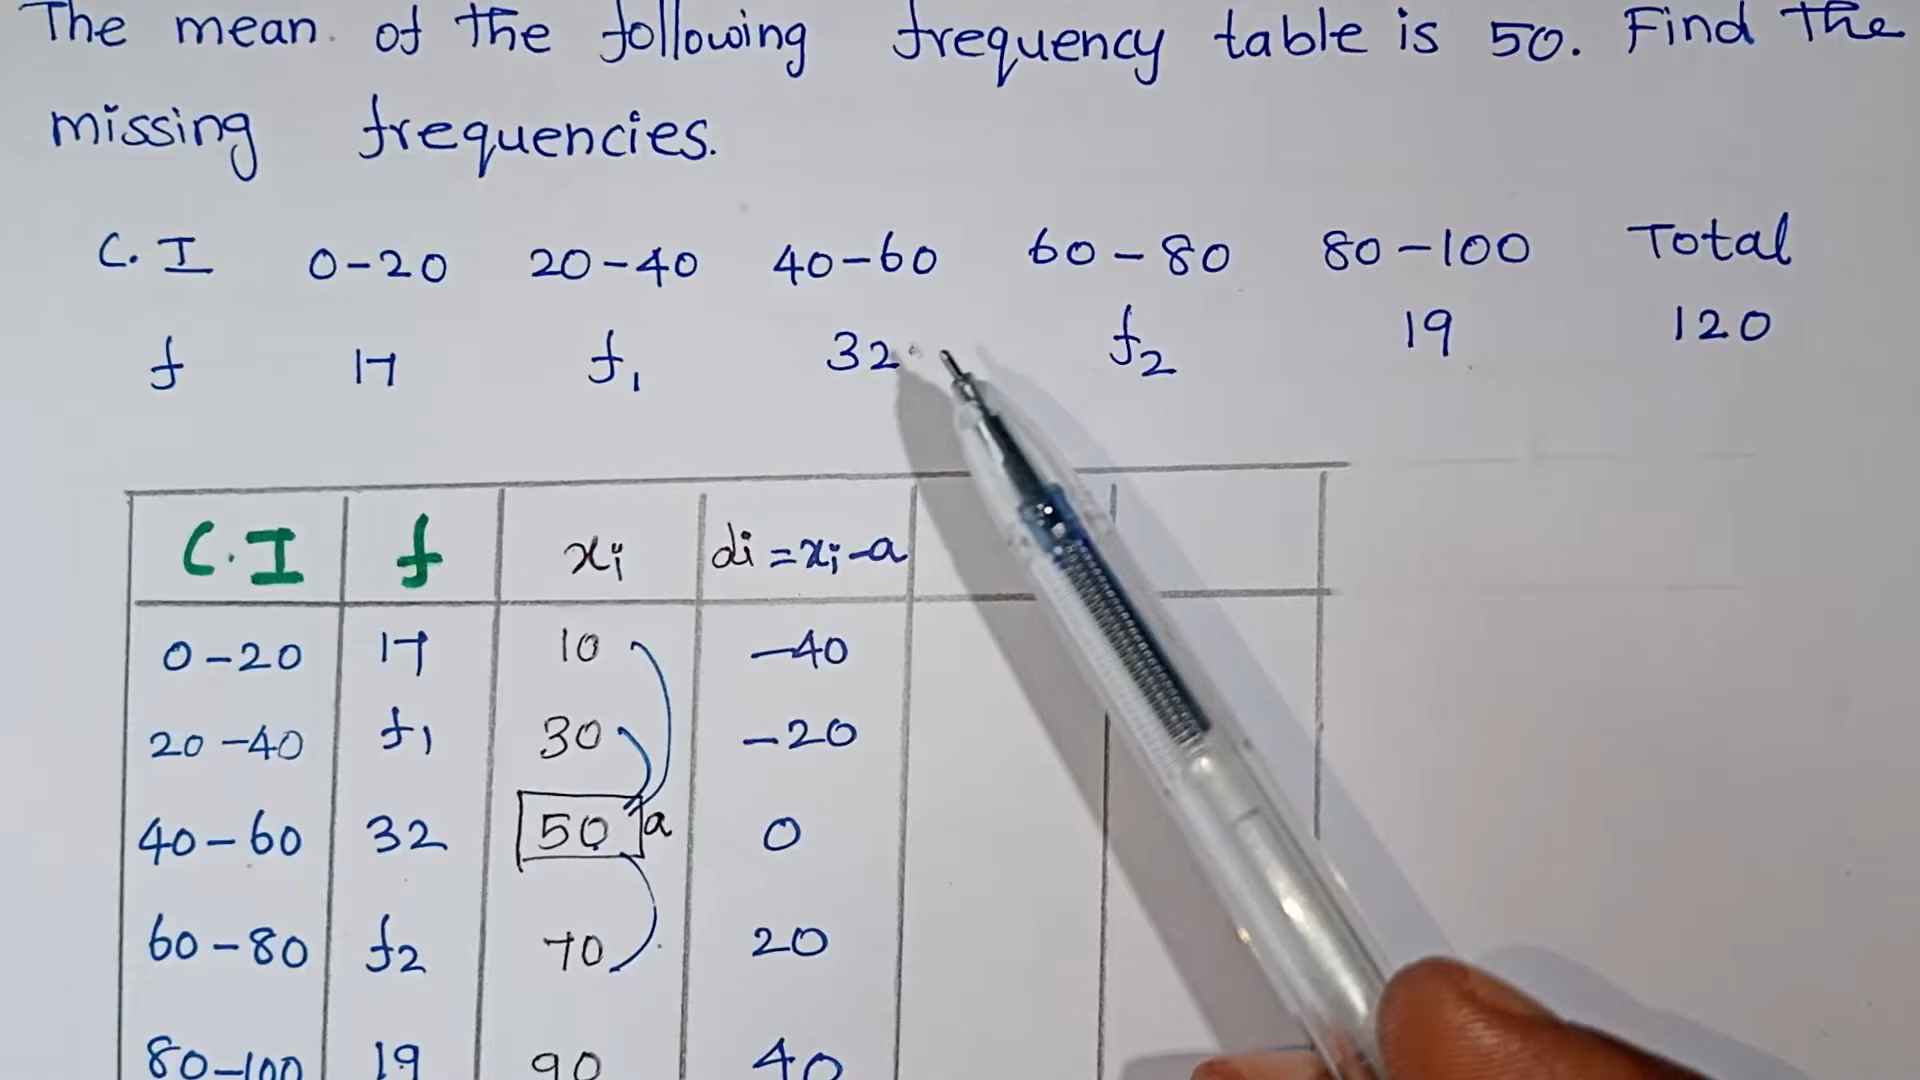 The mean of the following frequency table is 50. Find the
missing frequencies.
C.I 0-20 20-40 40-60 60-80 80-100 Total
f 17 f₁ 32 f₂ 19 120
C.I f xᵢ dᵢ = xᵢ-a
0-20 17 10 -40
20-40 f₁ 30 -20
40-60 32 50 a 0
60-80 f₂ 70 20
80-100 19 90 40